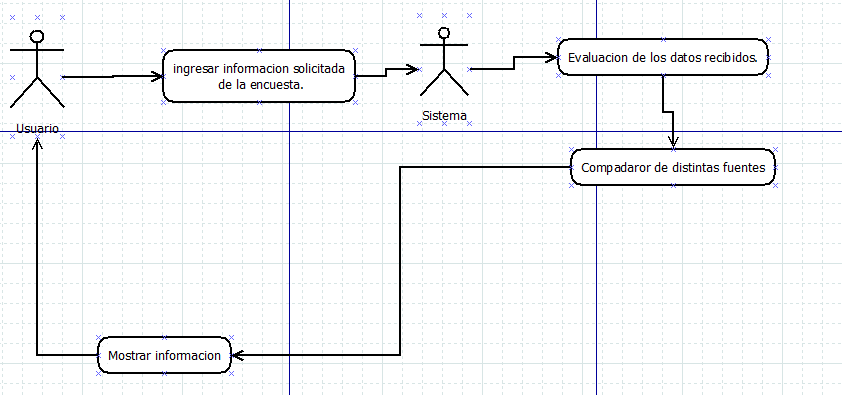 Usuario
ingresar informacion solicitada
de la encuesta.
Sistema
Evaluacion de los datos recibidos.
Compadaror de distintas fuentes
Mostrar informacion